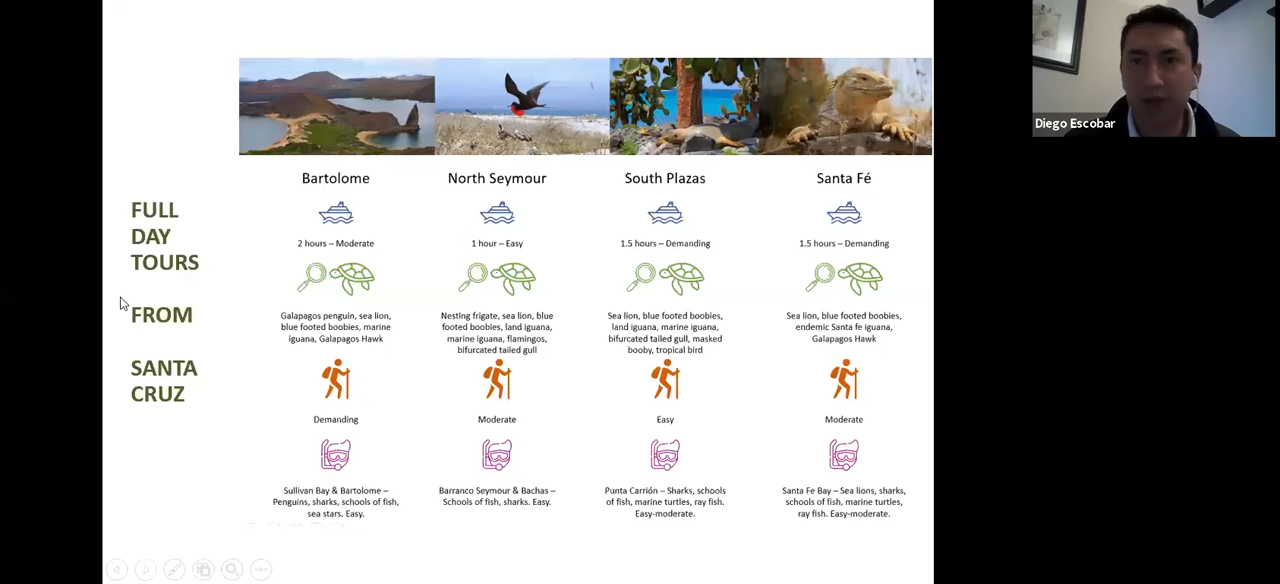 Diego Escobar
FULL
DAY
TOURS
FROM
SANTA
CRUZ
Bartolome
North Seymour
South Plazas
Santa Fé
2 hours – Moderate
1 hour – Easy
1.5 hours – Demanding
1.5 hours – Demanding
Galapagos penguin, sea lion,
blue footed boobies, marine
iguana, Galapagos Hawk
Nesting frigate, sea lion, blue
footed boobies, land iguana,
marine iguana, flamingos,
bifurcated tailed gull
Sea lion, blue footed boobies,
land iguana, marine iguana,
bifurcated tailed gull, masked
booby, tropical bird
Sea lion, blue footed boobies,
endemic Santa fe iguana,
Galapagos Hawk
Demanding
Moderate
Easy
Moderate
Sullivan Bay & Bartolome –
Penguins, sharks, schools of fish,
sea stars. Easy.
Barranco Seymour & Bachas –
Schools of fish, sharks. Easy.
Punta Carrión – Sharks, schools
of fish, marine turtles, ray fish.
Easy-moderate.
Santa Fe Bay – Sea lions, sharks,
schools of fish, marine turtles,
ray fish. Easy-moderate.